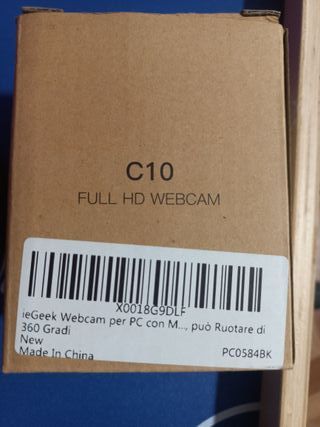 C10
FULL HD WEBCAM
X0018G9DLF
ieGeek Webcam per PC con M..., può Ruotare di
360 Gradi
New
Made In China PC0584BK